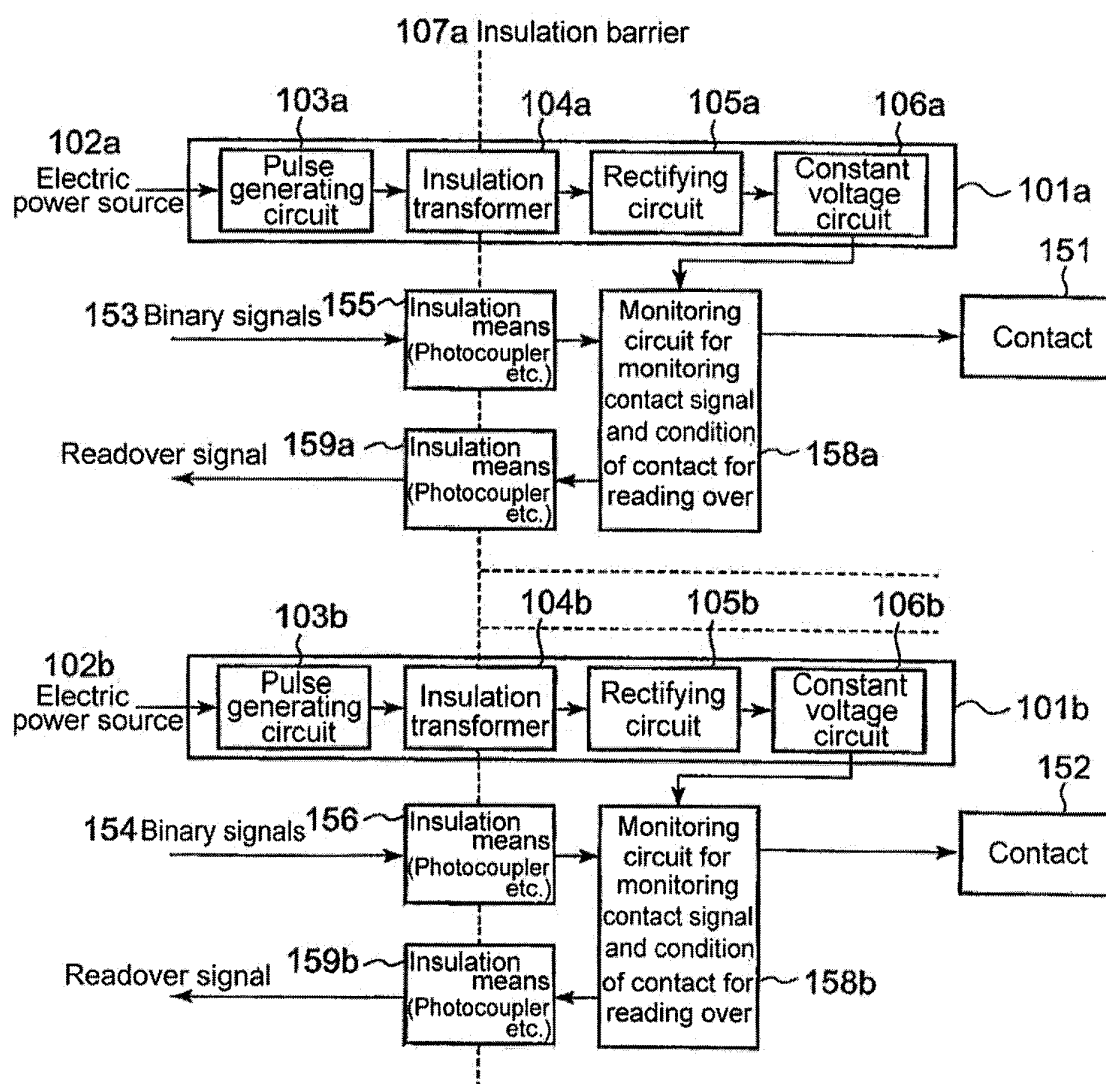 107a Insulation barrier
103a
104a
105a
106a
102a
Electric
power source
Pulse
generating
circuit
Insulation
transformer
Rectifying
circuit
Constant
voltage
circuit
101a
151
Contact
153 Binary signals
155
Insulation
means
(Photocoupler
etc.)
Monitoring
circuit for
monitoring
contact signal
and condition
of contact for
reading over
158a
Readover signal
159a
Insulation
means
(Photocoupler
etc.)
103b
104b
105b
106b
102b
Electric
power source
Pulse
generating
circuit
Insulation
transformer
Rectifying
circuit
Constant
voltage
circuit
101b
152
Contact
154 Binary signals
156
Insulation
means
(Photocoupler
etc.)
Monitoring
circuit for
monitoring
contact signal
and condition
of contact for
reading over
158b
Readover signal
159b
Insulation
means
(Photocoupler
etc.)